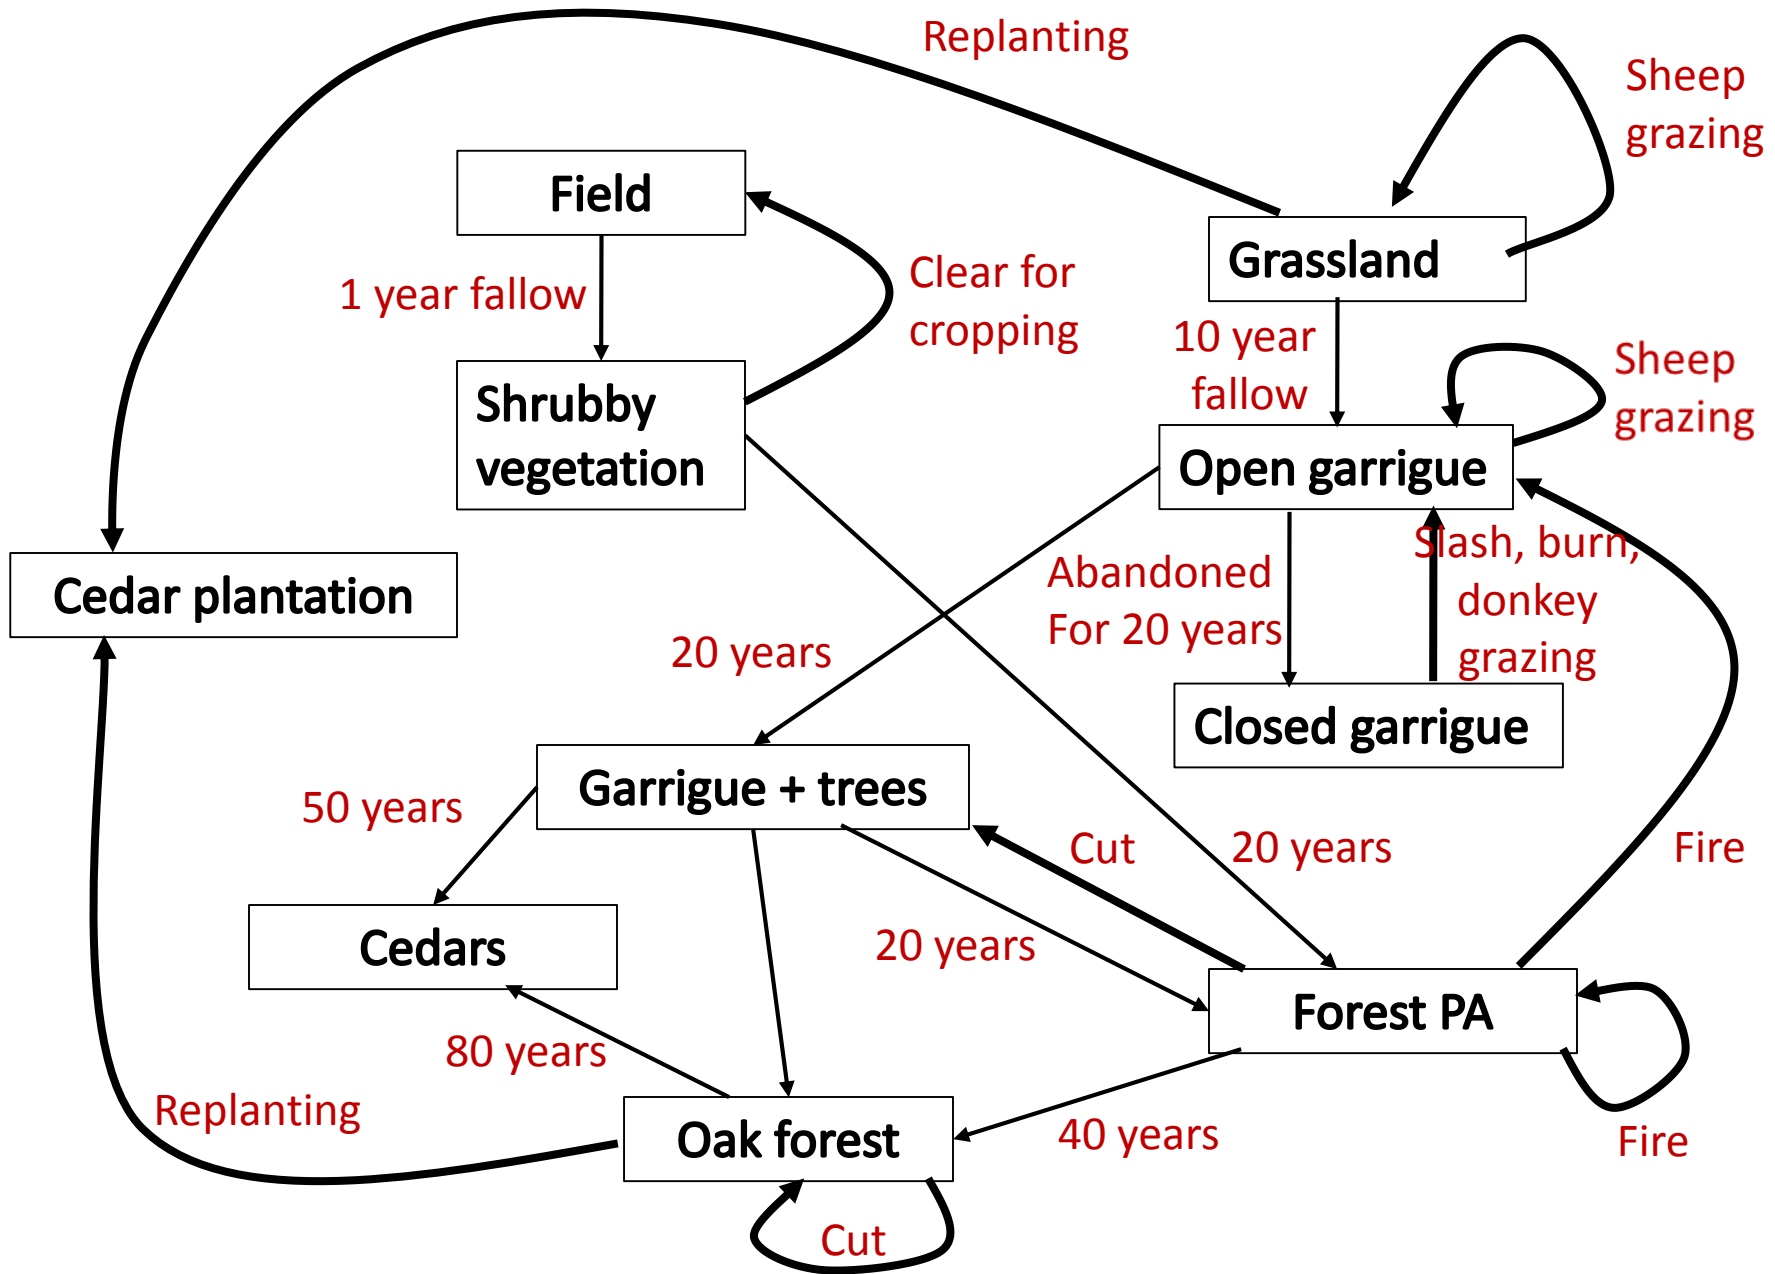 Replanting
Sheep
grazing
Field
Grassland
1 year fallow
Clear for
cropping
10 year
fallow
Sheep
grazing
Shrubby
vegetation
Open garrigue
Slash, burn,
donkey
grazing
Abandoned
For 20 years
Cedar plantation
20 years
Closed garrigue
Garrigue + trees
50 years
Cut
20 years
Fire
Cedars
20 years
Forest PA
80 years
Replanting
Oak forest
40 years
Fire
Cut